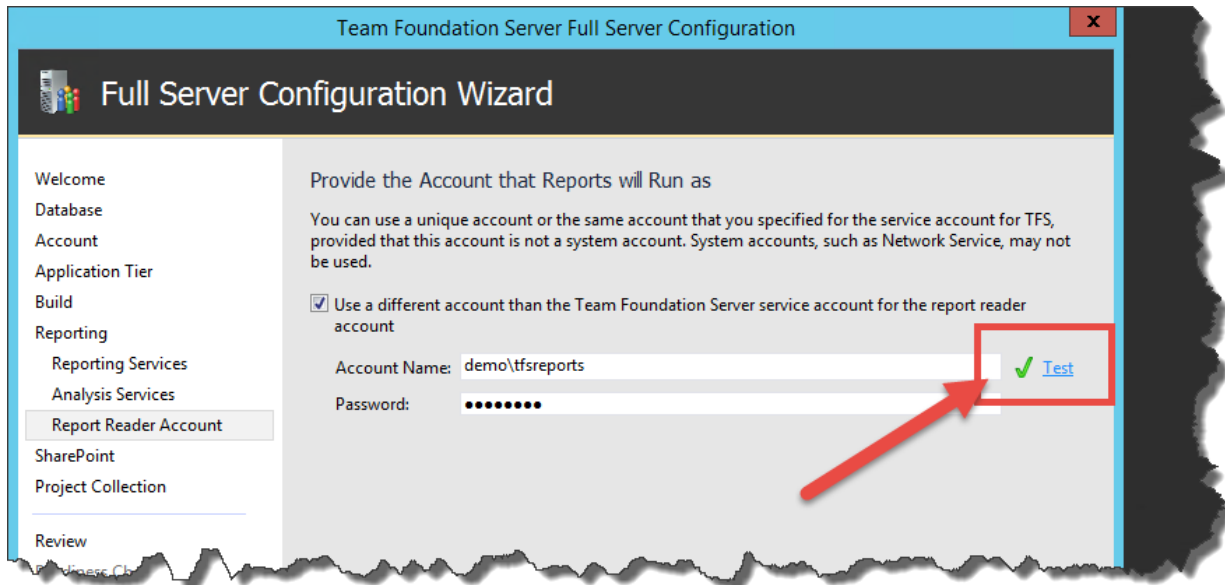 Team Foundation Server Full Server Configuration
x
Full Server Configuration Wizard
Welcome
Database
Account
Application Tier
Build
Reporting
Reporting Services
Analysis Services
Report Reader Account
SharePoint
Project Collection
Review
Provide the Account that Reports will Run as
You can use a unique account or the same account that you specified for the service account for TFS,
provided that this account is not a system account. System accounts, such as Network Service, may not
be used.
Use a different account than the Team Foundation Server service account for the report reader
account
Account Name: demo\tfsreports Test
Password: ●●●●●●●●